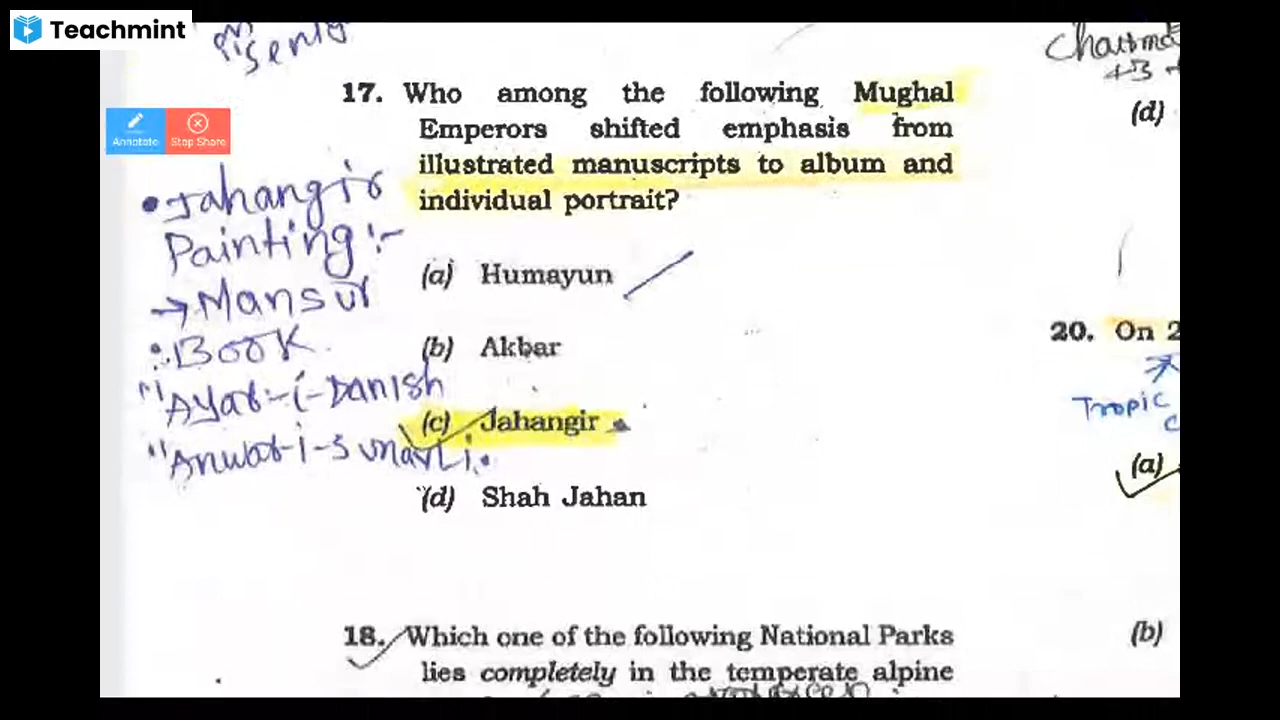 Teachmint
Annotate
Stop Share
17. Who among the following Mughal
Emperors shifted emphasis from
illustrated manuscripts to album and
individual portrait?
(a) Humayun
(b) Akbar
(c) Jahangir
(d) Shah Jahan
18. Which one of the following National Parks
lies completely in the temperate alpine
Jahangir
Painting :-
→ Mansur
Book
"Ayar-i-Danish
"Anwar-i-Suhayli.
(d)
20. On 2
Tropic
(a)
(b)